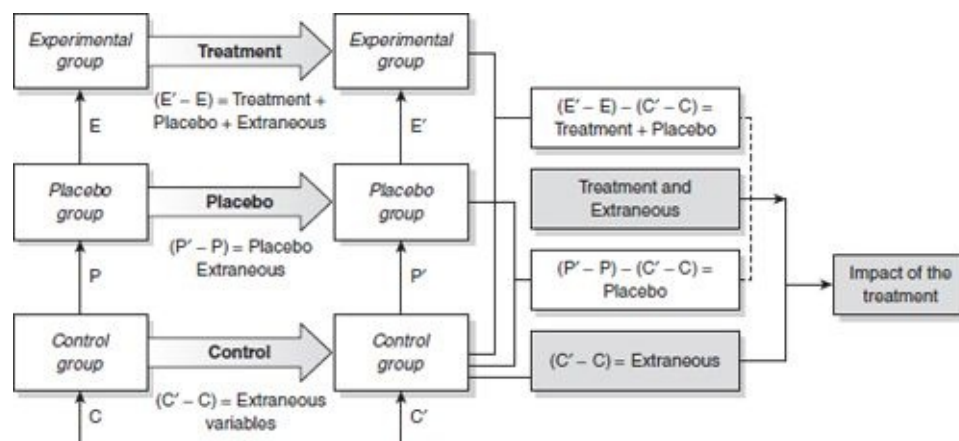 Experimental
group
Treatment
Experimental
group
(E′ – E) = Treatment +
Placebo + Extraneous
E
E′
(E′ – E) – (C′ – C) =
Treatment + Placebo
Placebo
group
Placebo
Placebo
group
Treatment and
Extraneous
(P′ – P) = Placebo
Extraneous
P
P′
(P′ – P) – (C′ – C) =
Placebo
Impact of the
treatment
Control
group
Control
Control
group
(C′ – C) = Extraneous
(C′ – C) = Extraneous
variables
C
C′